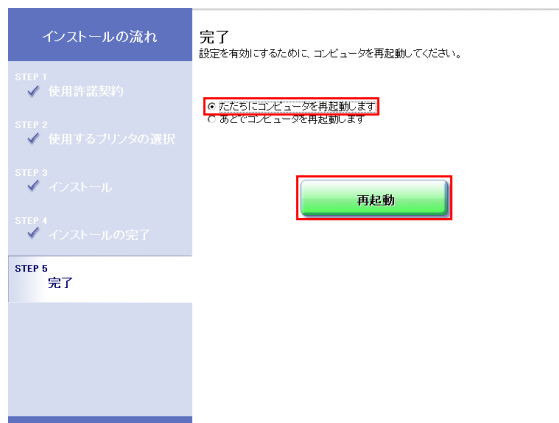 インストールの流れ
STEP 1
使用許諾契約
STEP 2
使用するプリンタの選択
STEP 3
インストール
STEP 4
インストールの完了
STEP 5
完了
完了
設定を有効にするために、コンピュータを再起動してください。
ただちにコンピュータを再起動します
あとでコンピュータを再起動します
再起動